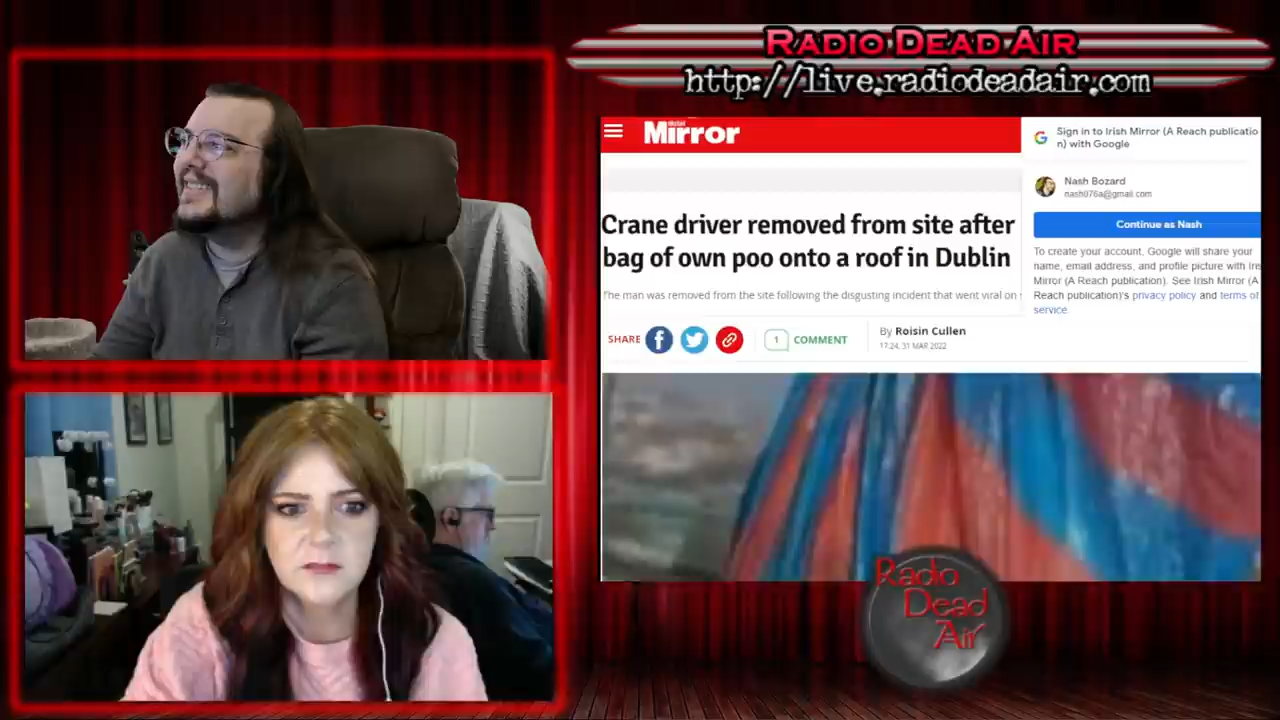 Radio Dead Air
http://live.radiodeadair.com
Irish
Mirror
Sign in to Irish Mirror (A Reach publicatio
n) with Google
Nash Bozard
nash076a@gmail.com
Continue as Nash
To create your account, Google will share your
name, email address, and profile picture with Ire
Mirror (A Reach publication). See Irish Mirror (A
Reach publication)'s privacy policy and terms of
service.
Crane driver removed from site after
bag of own poo onto a roof in Dublin
The man was removed from the site following the disgusting incident that went viral on
SHARE
1 COMMENT
By Roisin Cullen
17:24, 31 MAR 2022
Radio
Dead
Air